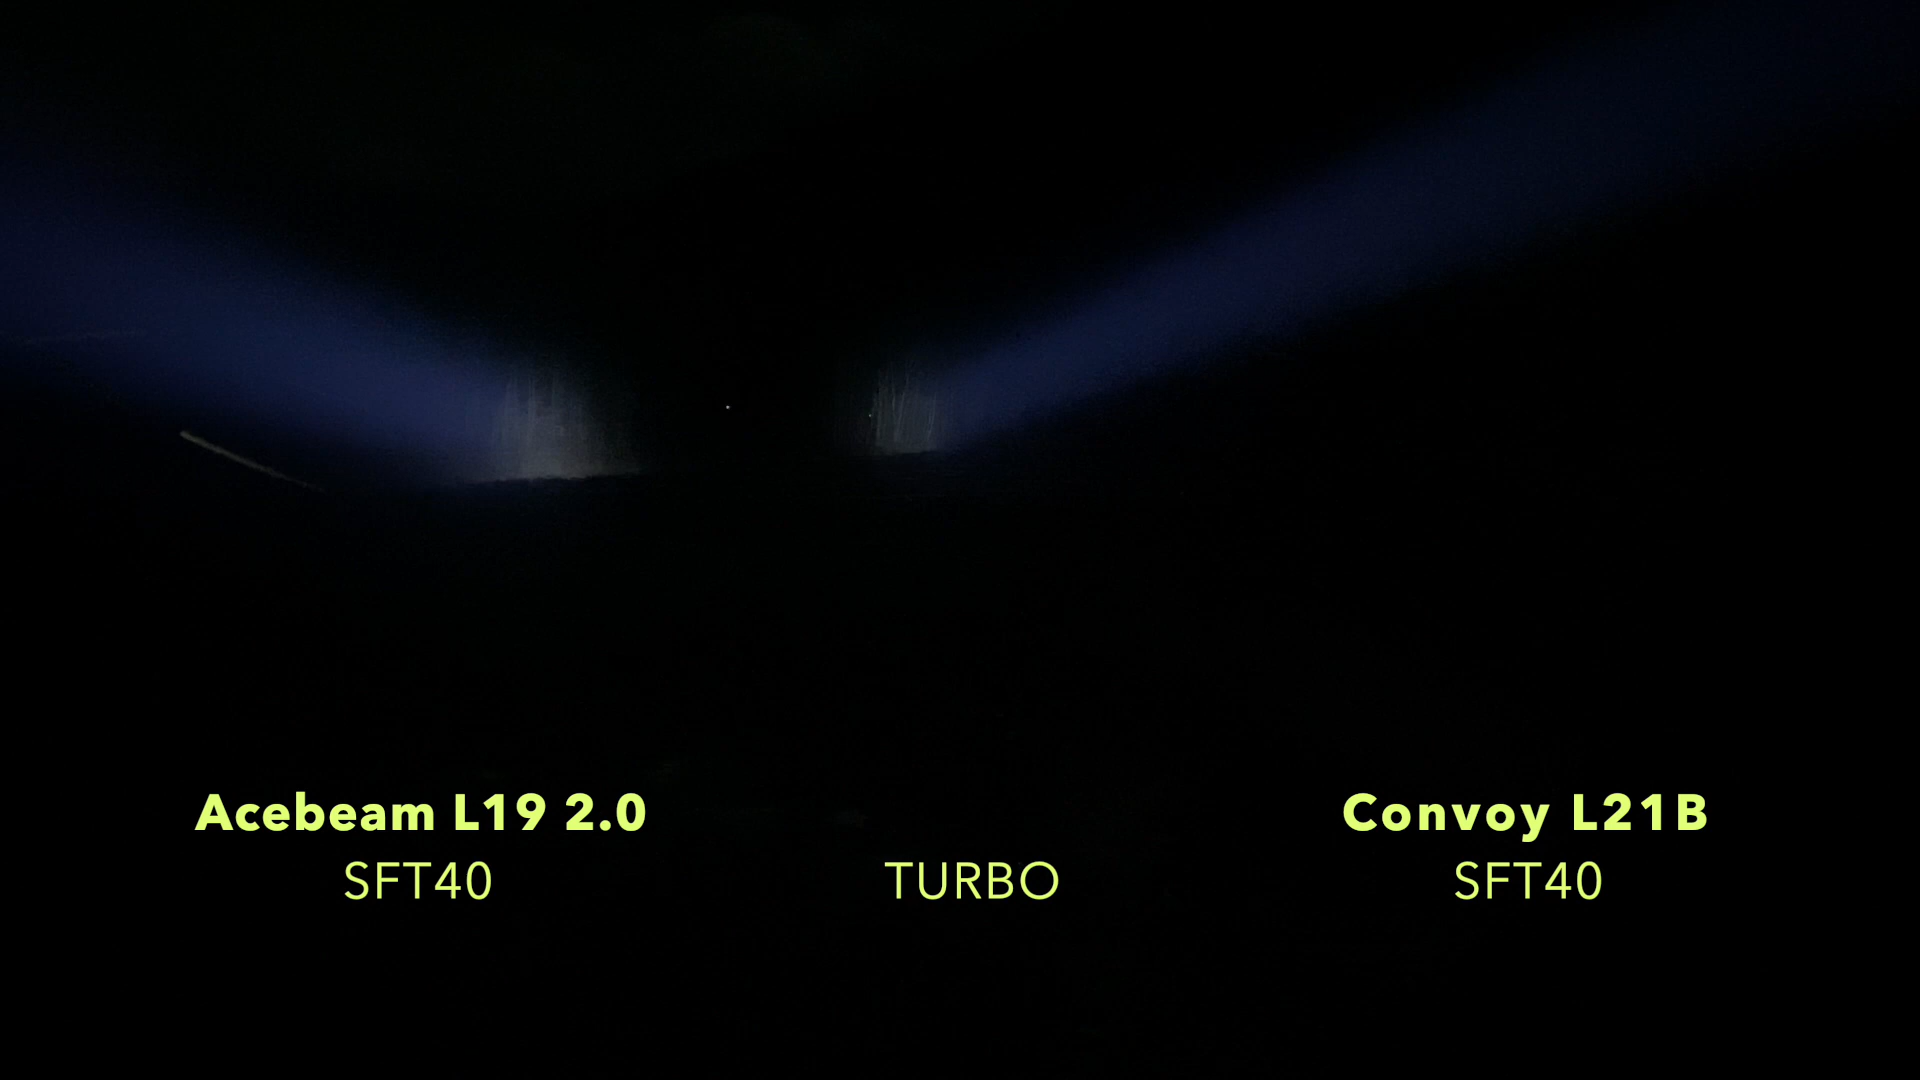 Acebeam L19 2.0
SFT40
TURBO
Convoy L21B
SFT40